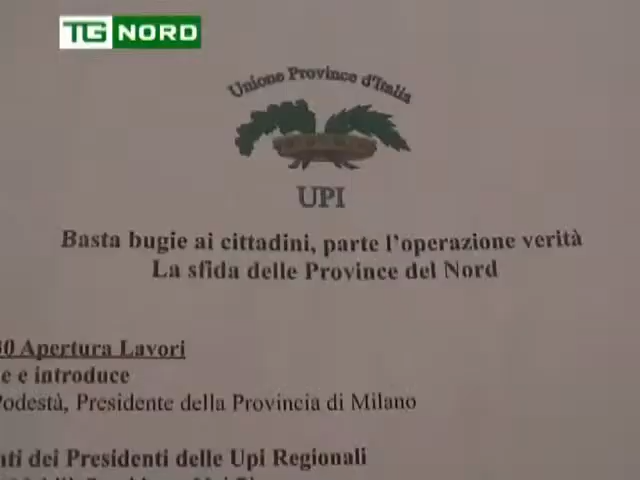 TG NORD
Unione Province d'Italia
UPI
Basta bugie ai cittadini, parte l'operazione verità
La sfida delle Province del Nord
30 Apertura Lavori
e e introduce
Podestà, Presidente della Provincia di Milano
nti dei Presidenti delle Upi Regionali